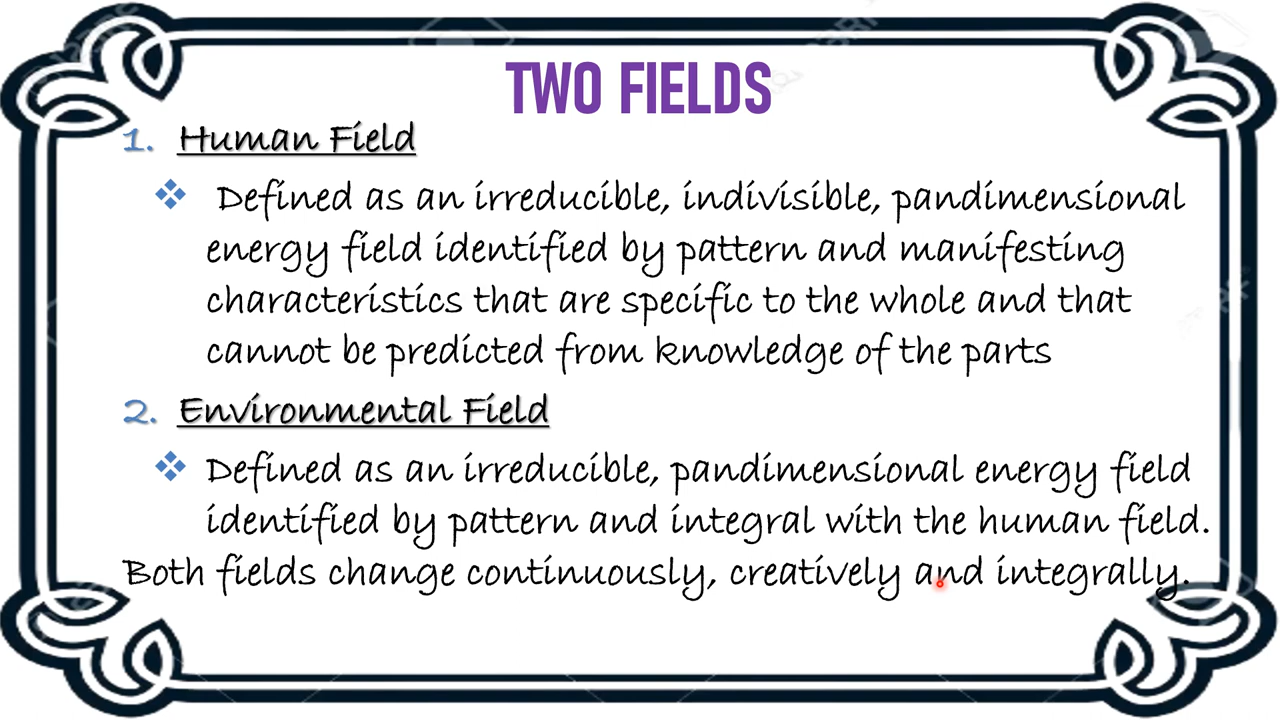 TWO FIELDS
1. Human Field
❖ Defined as an irreducible, indivisible, pandimensional
energy field identified by pattern and manifesting
characteristics that are specific to the whole and that
cannot be predicted from knowledge of the parts
2. Environmental Field
❖ Defined as an irreducible, pandimensional energy field
identified by pattern and integral with the human field.
Both fields change continuously, creatively and integrally.